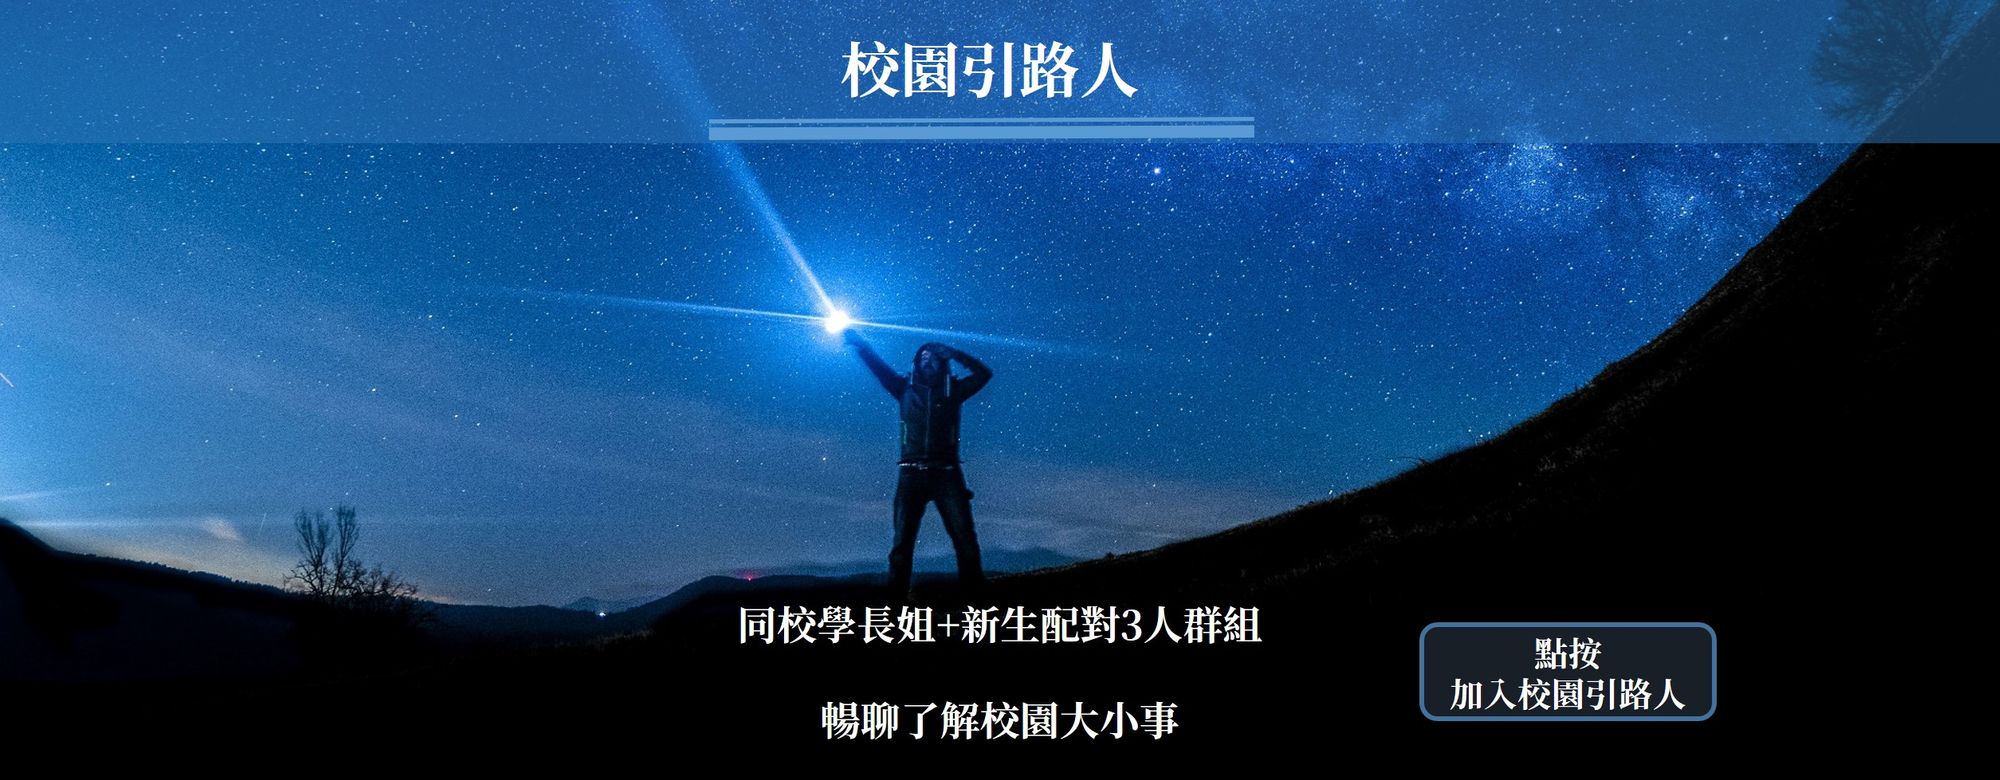 校園引路人
同校學長姐+新生配對3人群組
暢聊了解校園大小事
點按
加入校園引路人